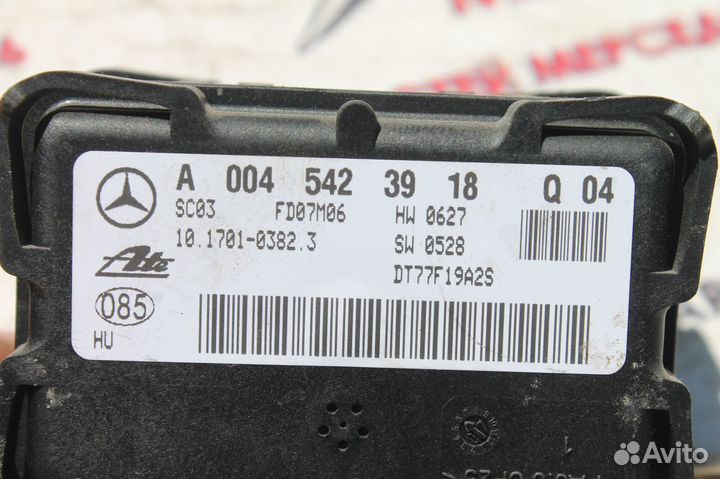 A 004 542 39 18 Q 04
SC03 FD07M06 HW 0627
10.1701-0382.3 SW 0528
Ate DT77F19A2S
085
HU
Avito